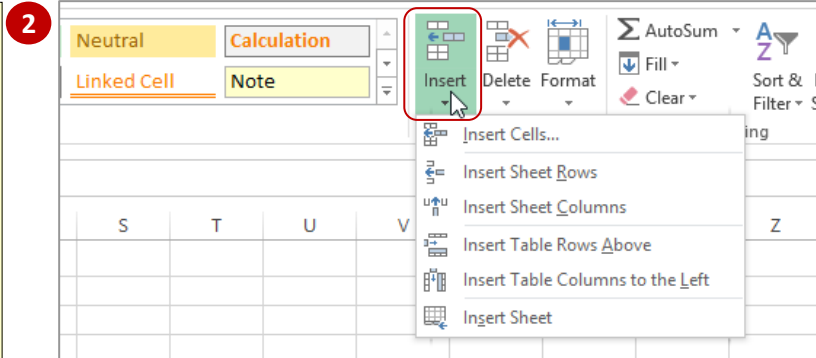 2
Neutral
Calculation
Linked Cell
Note
Insert
Delete
Format
AutoSum
Fill
Clear
Sort &
Filter
ing
Insert Cells...
Insert Sheet Rows
Insert Sheet Columns
Insert Table Rows Above
Insert Table Columns to the Left
Insert Sheet
S T U V Z